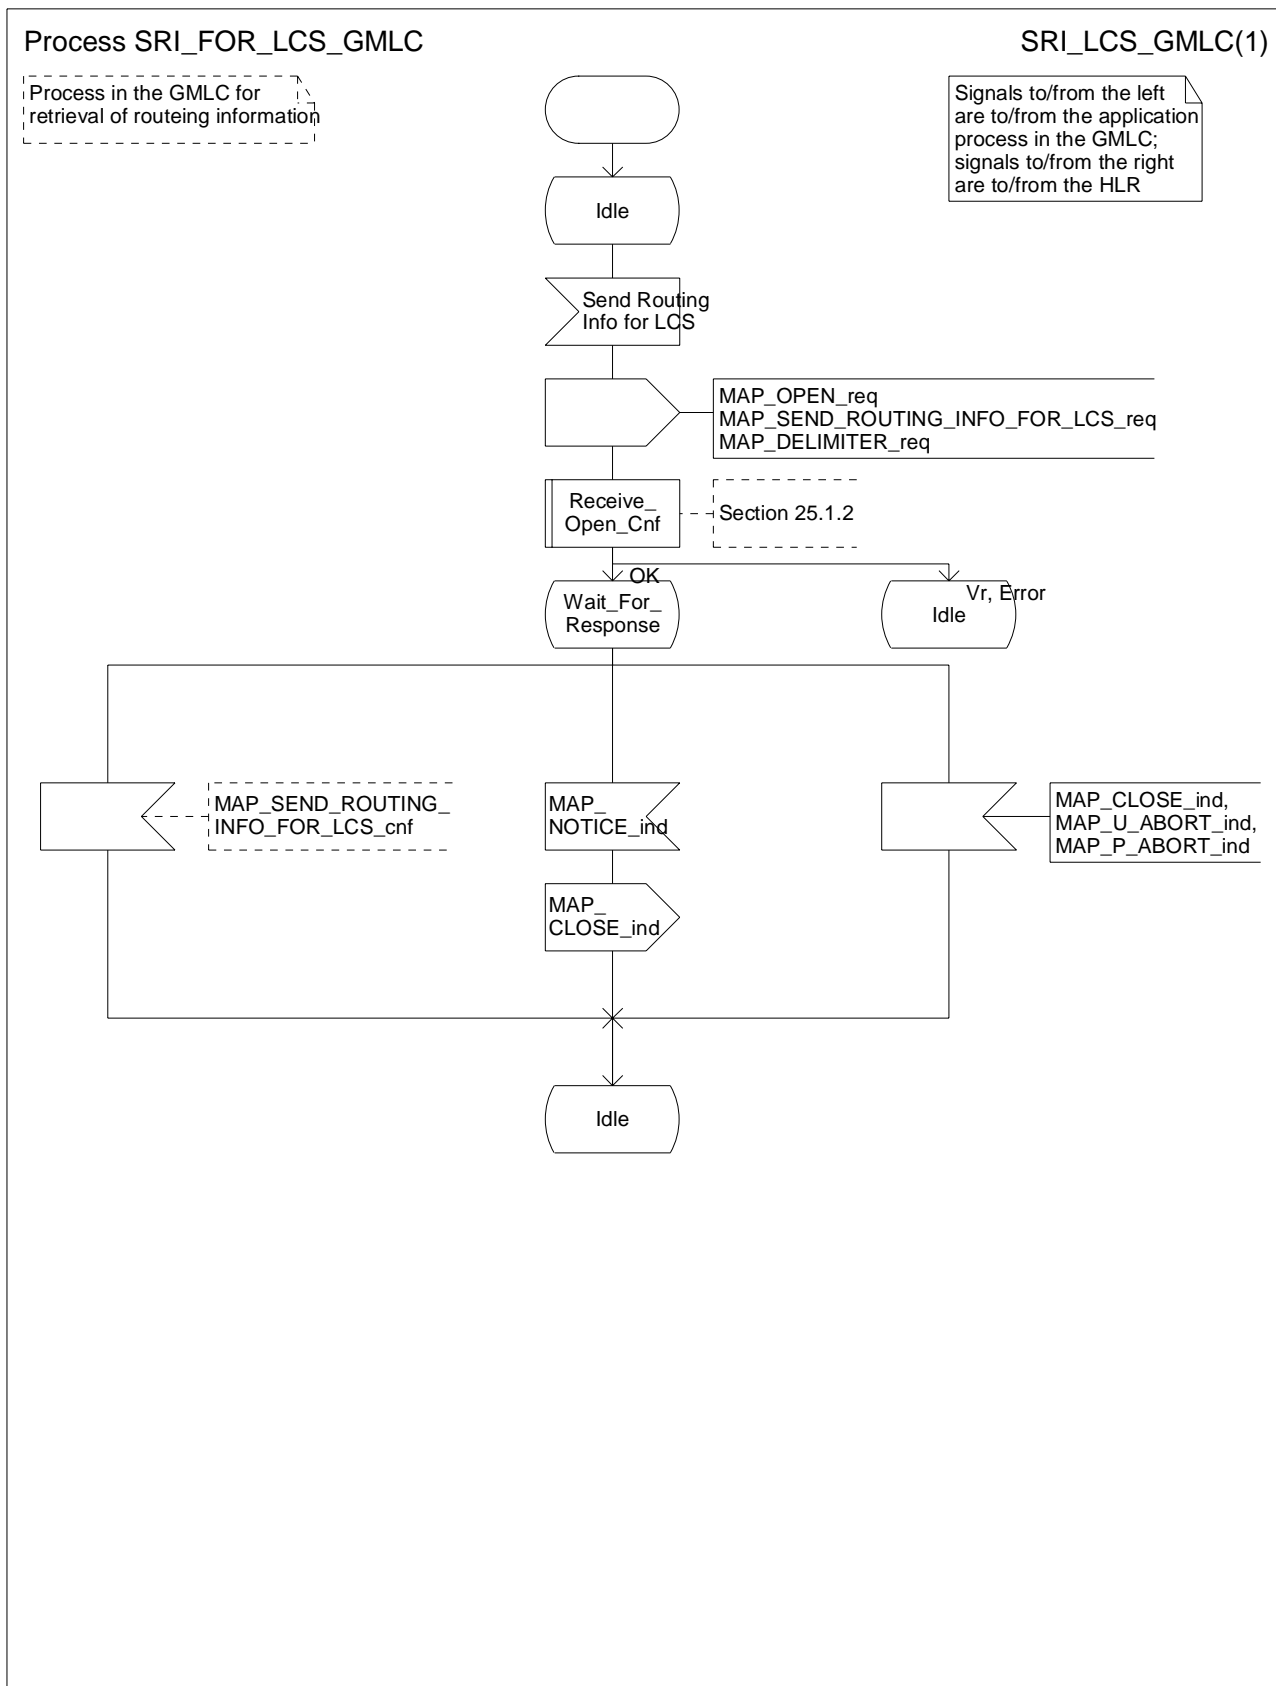 Process SRI_FOR_LCS_GMLC
SRI_LCS_GMLC(1)
Process in the GMLC for
retrieval of routeing information
Signals to/from the left
are to/from the application
process in the GMLC;
signals to/from the right
are to/from the HLR
Idle
Send Routing
Info for LCS
MAP_OPEN_req
MAP_SEND_ROUTING_INFO_FOR_LCS_req
MAP_DELIMITER_req
Receive_
Open_Cnf
Section 25.1.2
OK
Vr, Error
Wait_For_
Response
Idle
MAP_SEND_ROUTING_
INFO_FOR_LCS_cnf
MAP_
NOTICE_ind
MAP_CLOSE_ind,
MAP_U_ABORT_ind,
MAP_P_ABORT_ind
MAP_
CLOSE_ind
Idle